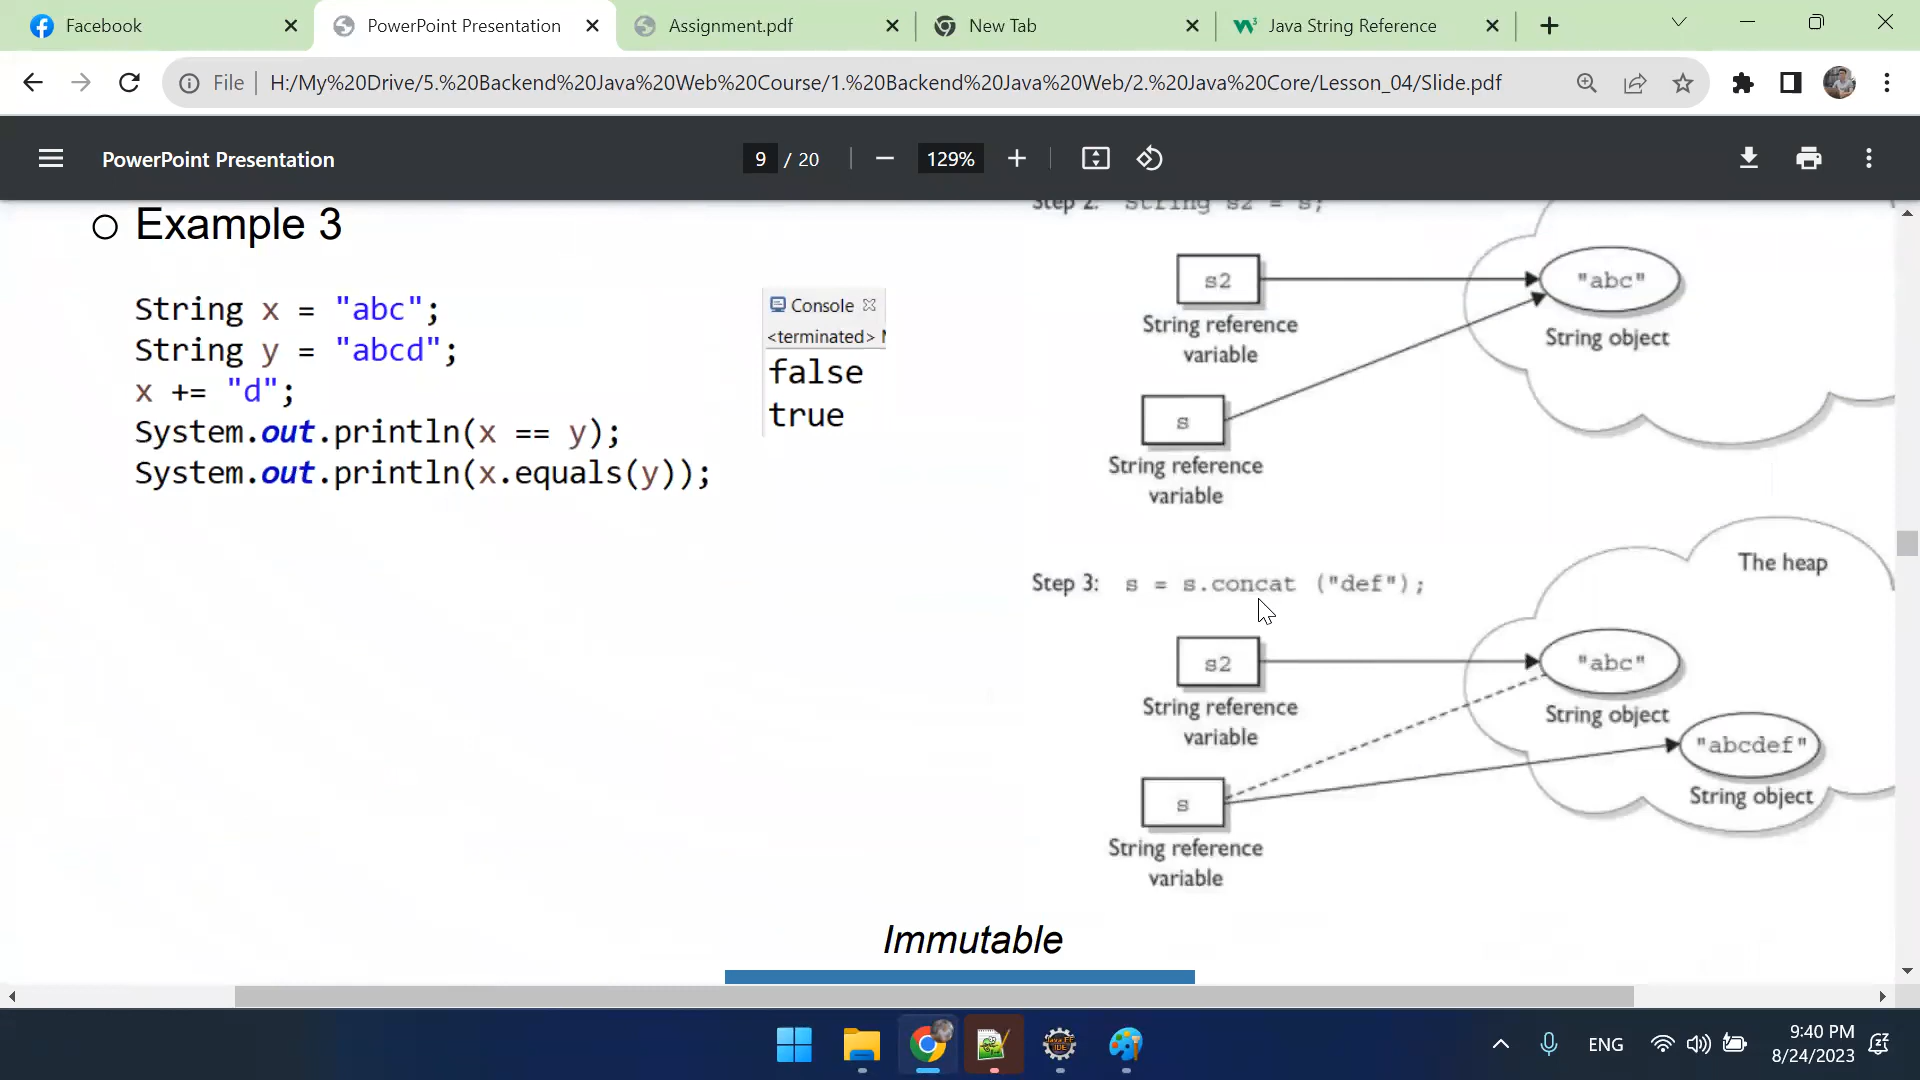 Facebook
PowerPoint Presentation
Assignment.pdf
New Tab
Java String Reference
File
H:/My%20Drive/5.%20Backend%20Java%20Web%20Course/1.%20Backend%20Java%20Web/2.%20Java%20Core/Lesson_04/Slide.pdf
PowerPoint Presentation
9 / 20
129%
Example 3
String x = "abc";
String y = "abcd";
x += "d";
System.out.println(x == y);
System.out.println(x.equals(y));
Console
<terminated>
false
true
Step 2: String s2 = s;
s2
"abc"
String reference
variable
String object
s
String reference
variable
Step 3: s = s.concat ("def");
The heap
s2
"abc"
String reference
variable
String object
"abcdef"
s
String object
String reference
variable
Immutable
ENG
9:40 PM
8/24/2023